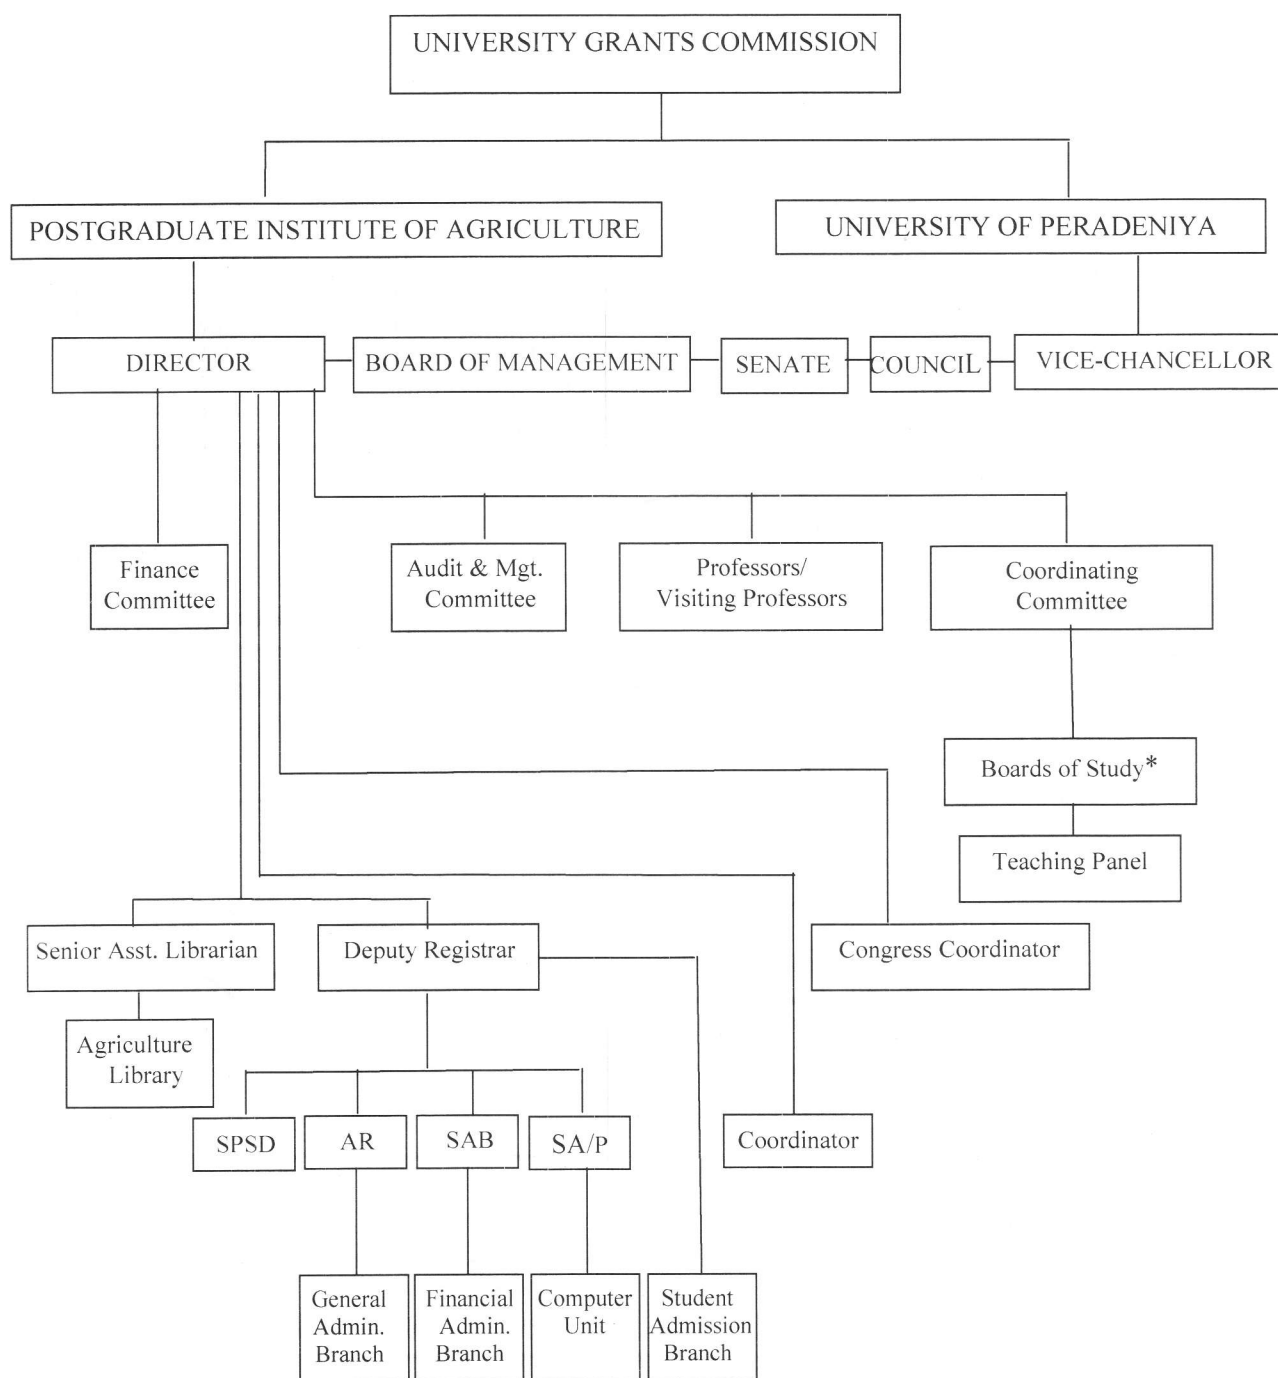 UNIVERSITY GRANTS COMMISSION
POSTGRADUATE INSTITUTE OF AGRICULTURE
UNIVERSITY OF PERADENIYA
DIRECTOR
BOARD OF MANAGEMENT
SENATE
COUNCIL
VICE-CHANCELLOR
Finance
Committee
Audit & Mgt.
Committee
Professors/
Visiting Professors
Coordinating
Committee
Boards of Study*
Teaching Panel
Senior Asst. Librarian
Deputy Registrar
Congress Coordinator
Agriculture
Library
SPSD
AR
SAB
SA/P
Coordinator
General
Admin.
Branch
Financial
Admin.
Branch
Computer
Unit
Student
Admission
Branch